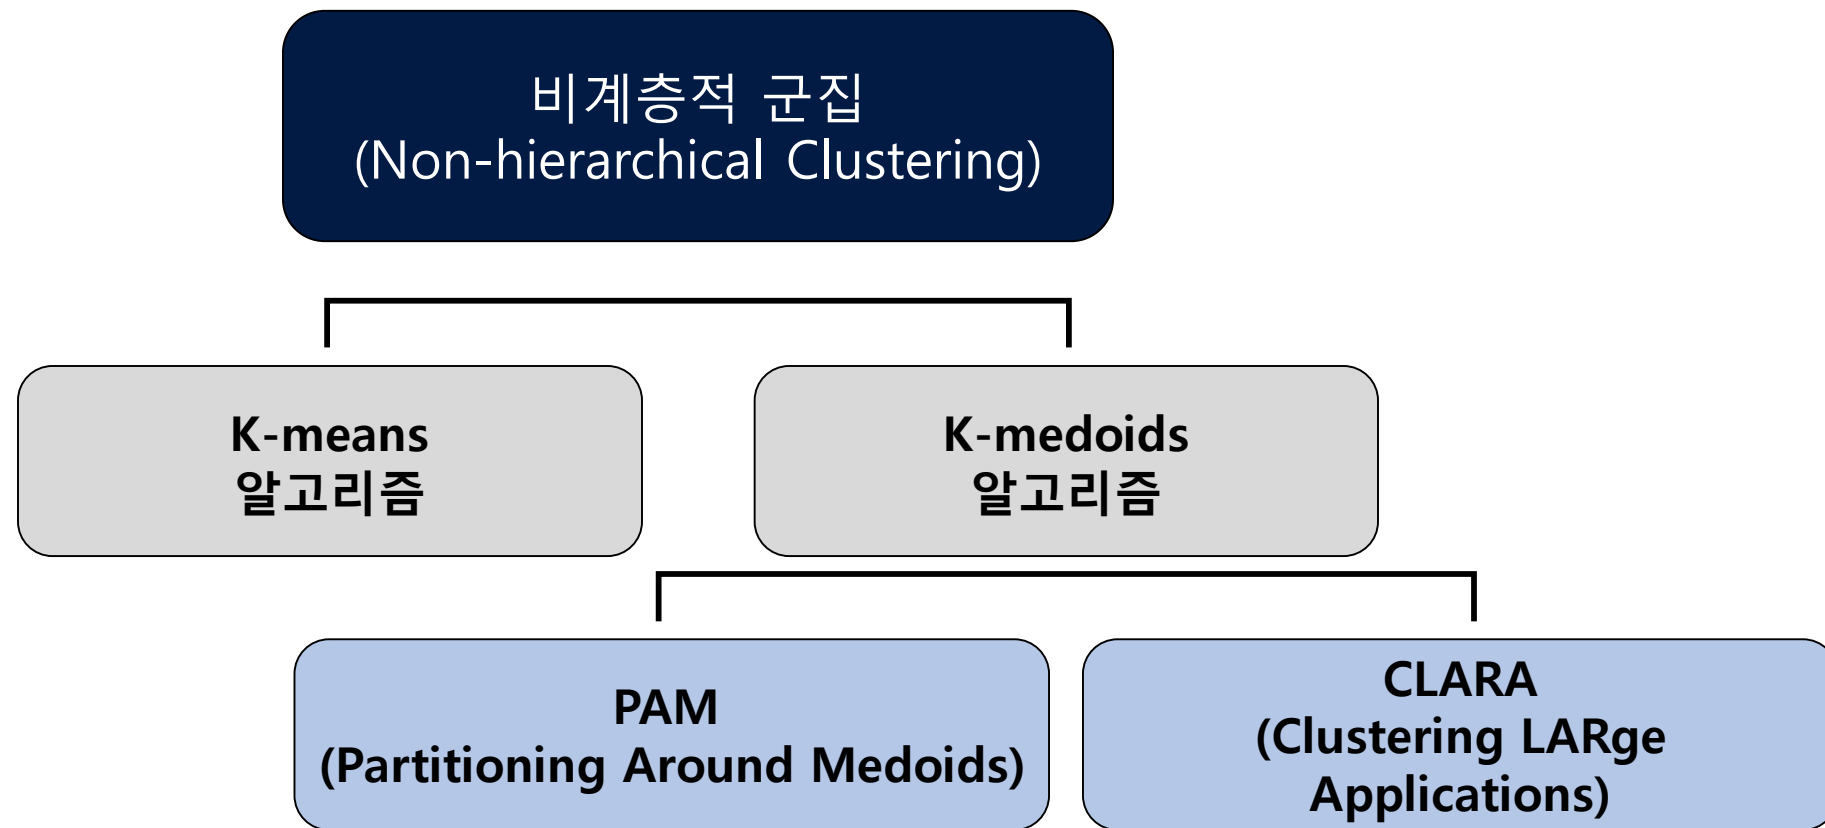 비계층적 군집
(Non-hierarchical Clustering)
K-means
알고리즘
K-medoids
알고리즘
PAM
(Partitioning Around Medoids)
CLARA
(Clustering LARge
Applications)